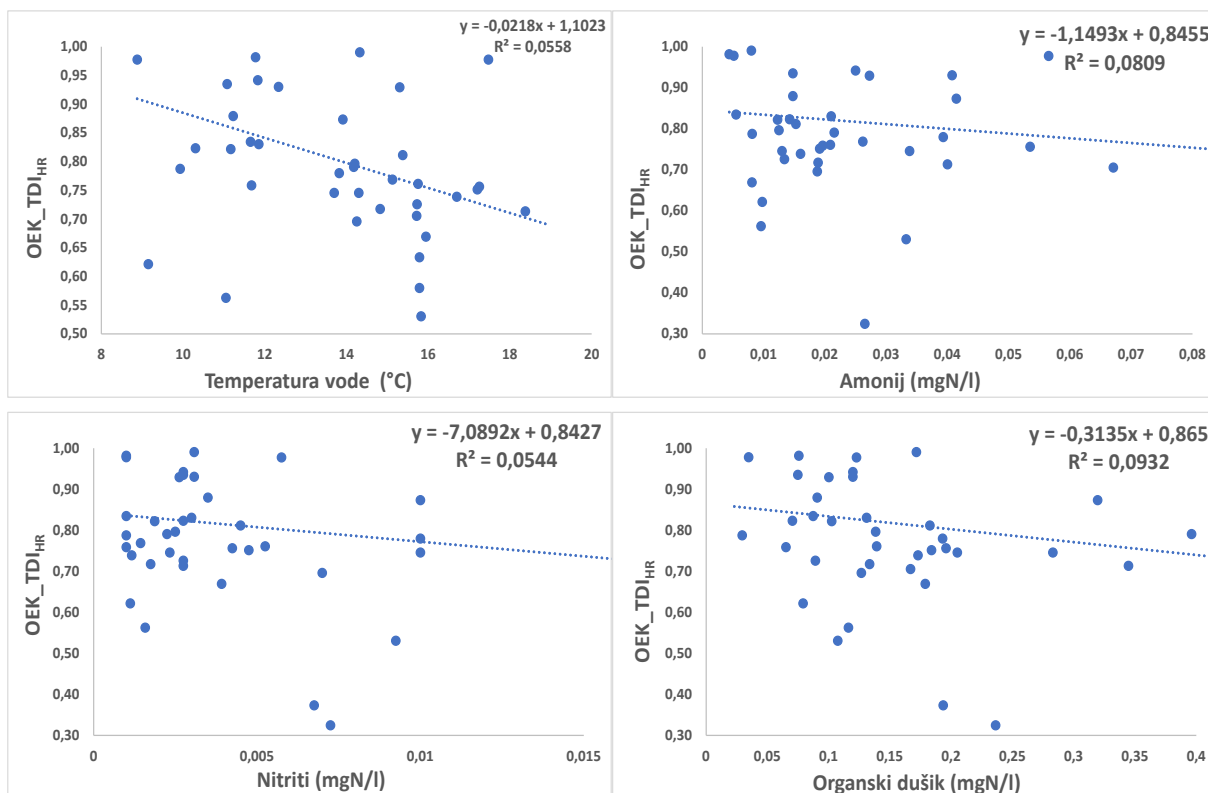 y = -0,0218x + 1,1023
R² = 0,0558
1,00
0,95
0,90
0,85
0,80
0,75
0,70
0,65
0,60
0,55
0,50
OEK_TDIHR
8 10 12 14 16 18 20
Temperatura vode (°C)
y = -1,1493x + 0,8455
R² = 0,0809
1,00
0,90
0,80
0,70
0,60
0,50
0,40
0,30
OEK_TDIHR
0 0,01 0,02 0,03 0,04 0,05 0,06 0,07 0,08
Amonij (mgN/l)
y = -7,0892x + 0,8427
R² = 0,0544
1,00
0,90
0,80
0,70
0,60
0,50
0,40
0,30
OEK_TDIHR
0 0,005 0,01 0,015
Nitriti (mgN/l)
y = -0,3135x + 0,865
R² = 0,0932
1,00
0,90
0,80
0,70
0,60
0,50
0,40
0,30
OEK_TDIHR
0 0,05 0,1 0,15 0,2 0,25 0,3 0,35 0,4
Organski dušik (mgN/l)